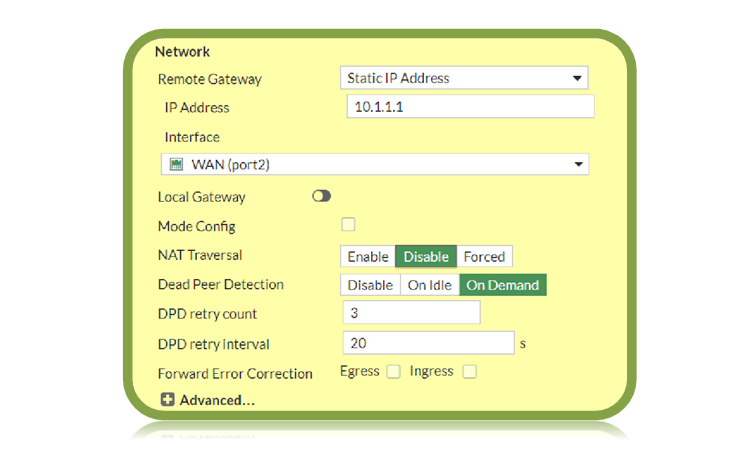 Network
Remote Gateway Static IP Address
IP Address 10.1.1.1
Interface
WAN (port2)
Local Gateway
Mode Config
NAT Traversal Enable Disable Forced
Dead Peer Detection Disable On Idle On Demand
DPD retry count 3
DPD retry interval 20 s
Forward Error Correction Egress Ingress
Advanced...